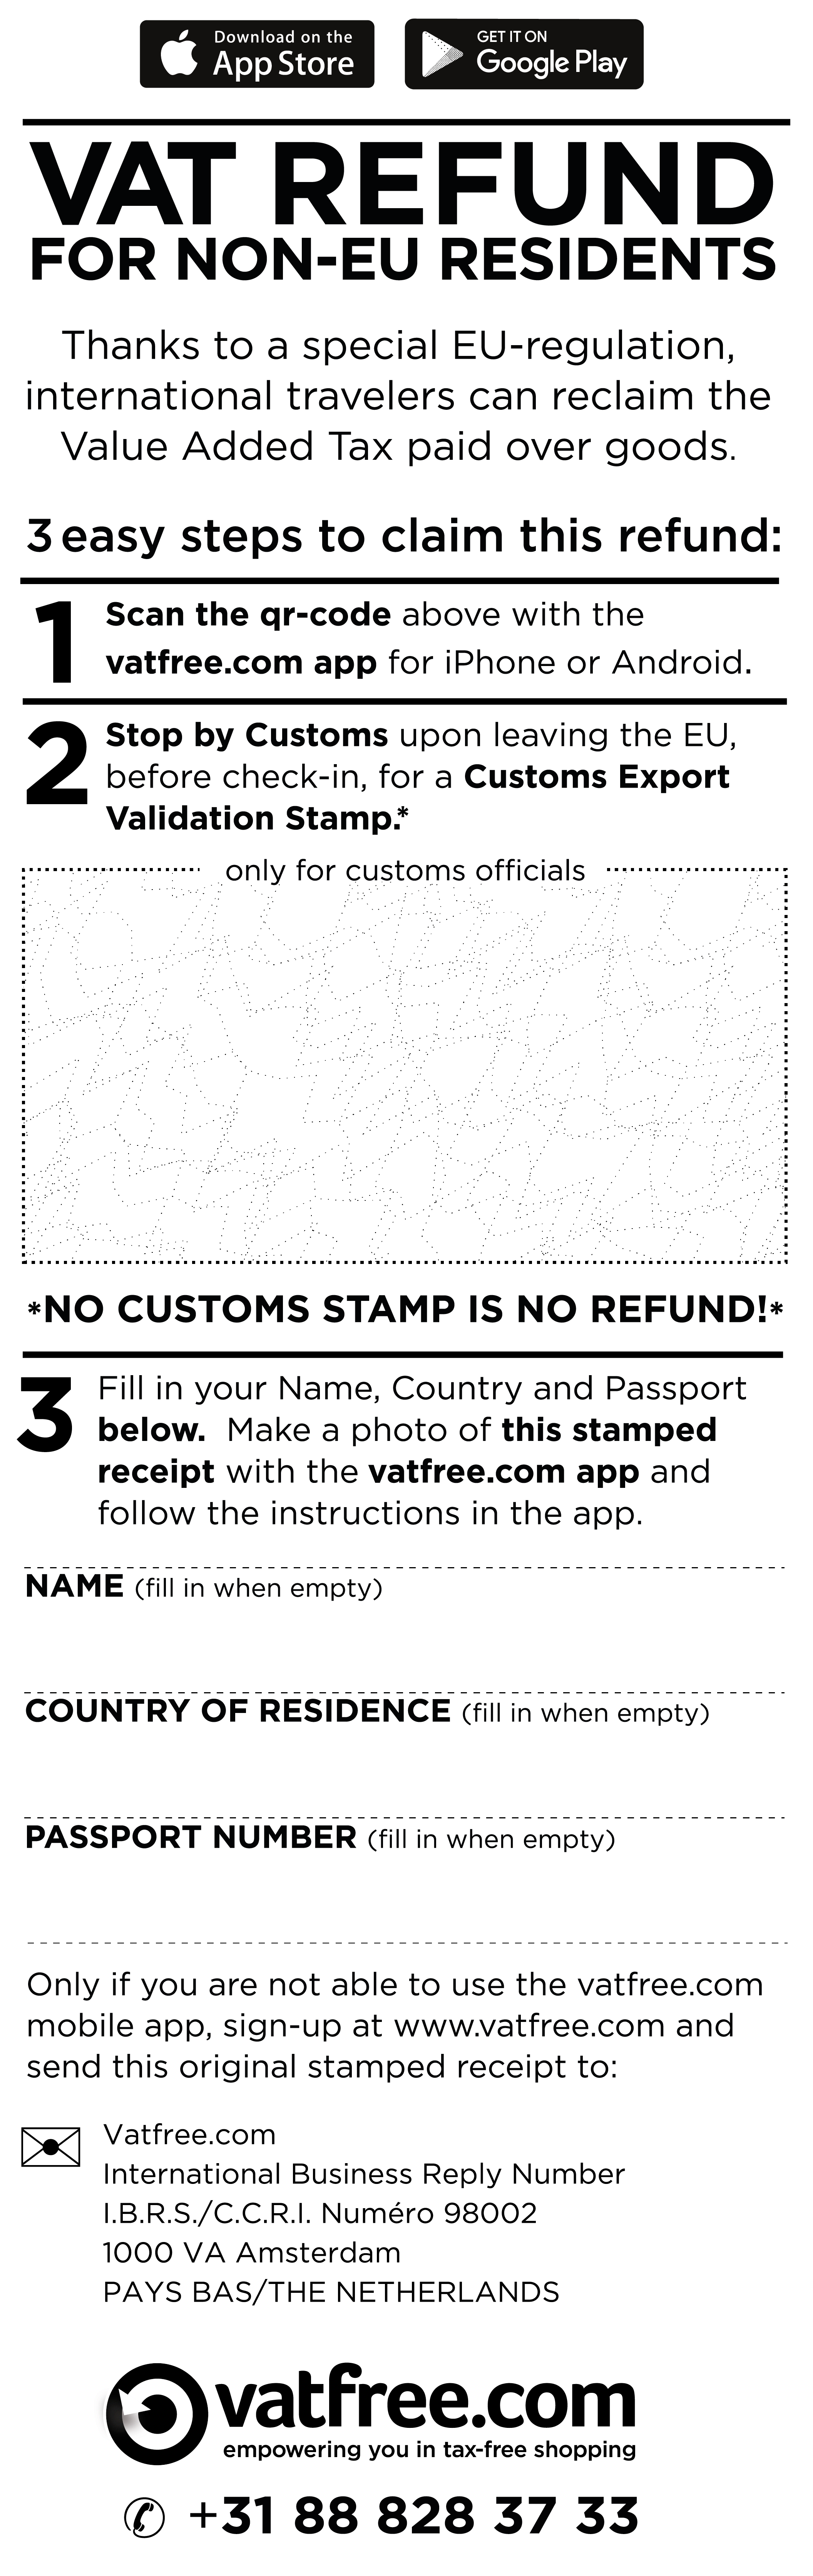 Download on the
App Store
GET IT ON
Google Play
VAT REFUND
FOR NON-EU RESIDENTS
Thanks to a special EU-regulation,
international travelers can reclaim the
Value Added Tax paid over goods.
3 easy steps to claim this refund:
1
Scan the qr-code above with the
vatfree.com app for iPhone or Android.
2
Stop by Customs upon leaving the EU,
before check-in, for a Customs Export
Validation Stamp.*
only for customs officials
*NO CUSTOMS STAMP IS NO REFUND!*
3
Fill in your Name, Country and Passport
below. Make a photo of this stamped
receipt with the vatfree.com app and
follow the instructions in the app.
NAME (fill in when empty)
COUNTRY OF RESIDENCE (fill in when empty)
PASSPORT NUMBER (fill in when empty)
Only if you are not able to use the vatfree.com
mobile app, sign-up at www.vatfree.com and
send this original stamped receipt to:
Vatfree.com
International Business Reply Number
I.B.R.S./C.C.R.I. Numéro 98002
1000 VA Amsterdam
PAYS BAS/THE NETHERLANDS
vatfree.com
empowering you in tax-free shopping
+31 88 828 37 33